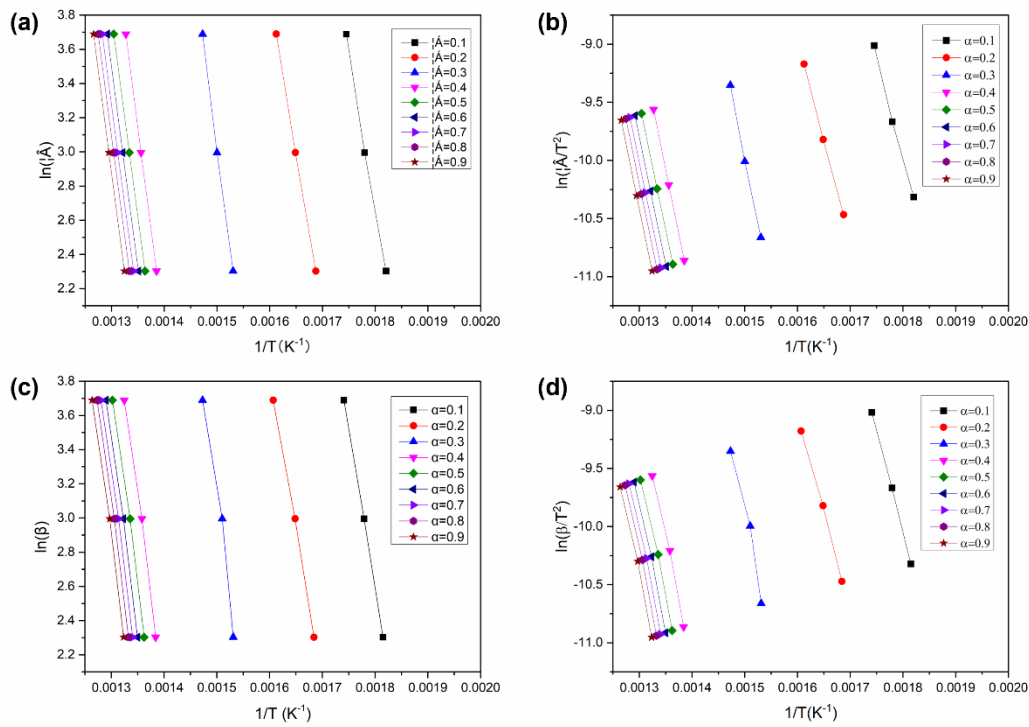 (a)
3.8
3.6
3.4
3.2
3.0
2.8
2.6
2.4
2.2
ln(¦Â)
0.0013 0.0014 0.0015 0.0016 0.0017 0.0018 0.0019 0.0020
1/T(K⁻¹)
¦Á=0.1
¦Á=0.2
¦Á=0.3
¦Á=0.4
¦Á=0.5
¦Á=0.6
¦Á=0.7
¦Á=0.8
¦Á=0.9
(b)
-9.0
-9.5
-10.0
-10.5
-11.0
ln(¦Â/T²)
0.0013 0.0014 0.0015 0.0016 0.0017 0.0018 0.0019 0.0020
1/T(K⁻¹)
α=0.1
α=0.2
α=0.3
α=0.4
α=0.5
α=0.6
α=0.7
α=0.8
α=0.9
(c)
3.8
3.6
3.4
3.2
3.0
2.8
2.6
2.4
2.2
ln(β)
0.0013 0.0014 0.0015 0.0016 0.0017 0.0018 0.0019 0.0020
1/T (K⁻¹)
α=0.1
α=0.2
α=0.3
α=0.4
α=0.5
α=0.6
α=0.7
α=0.8
α=0.9
(d)
-9.0
-9.5
-10.0
-10.5
-11.0
ln(β/T²)
0.0013 0.0014 0.0015 0.0016 0.0017 0.0018 0.0019 0.0020
1/T(K⁻¹)
α=0.1
α=0.2
α=0.3
α=0.4
α=0.5
α=0.6
α=0.7
α=0.8
α=0.9